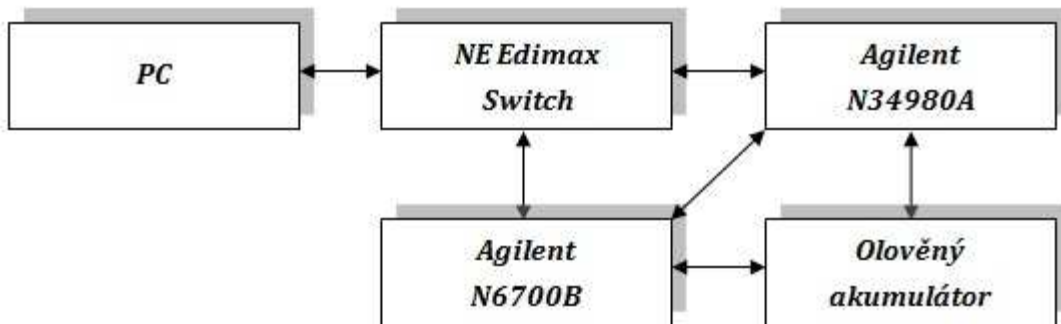 PC
NE Edimax
Switch
Agilent
N34980A
Agilent
N6700B
Olověný
akumulátor